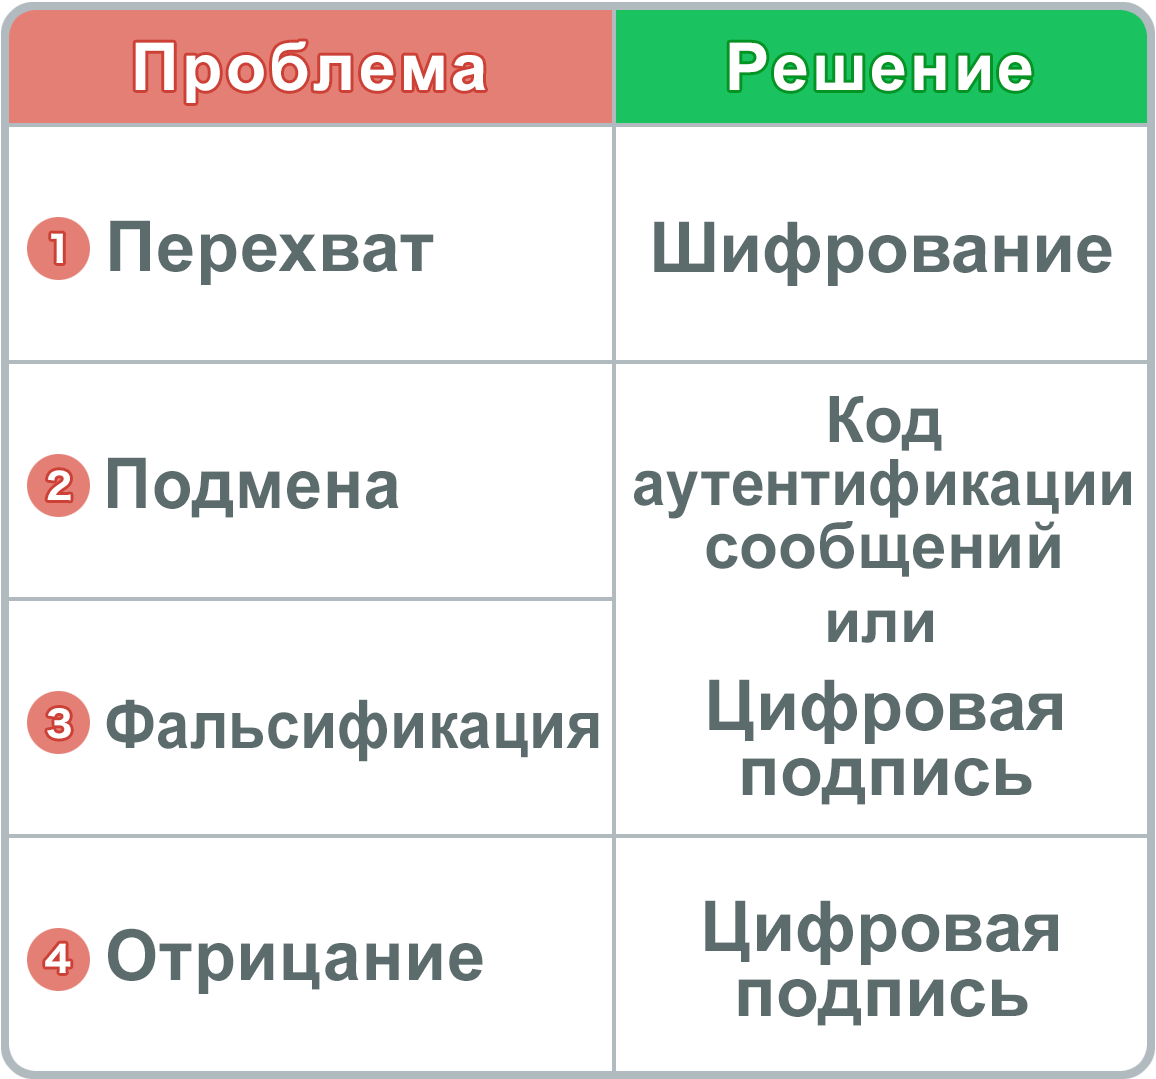 Проблема
Решение
1 Перехват
Шифрование
2 Подмена
Код
аутентификации
сообщений
или
Цифровая
подпись
3 Фальсификация
4 Отрицание
Цифровая
подпись